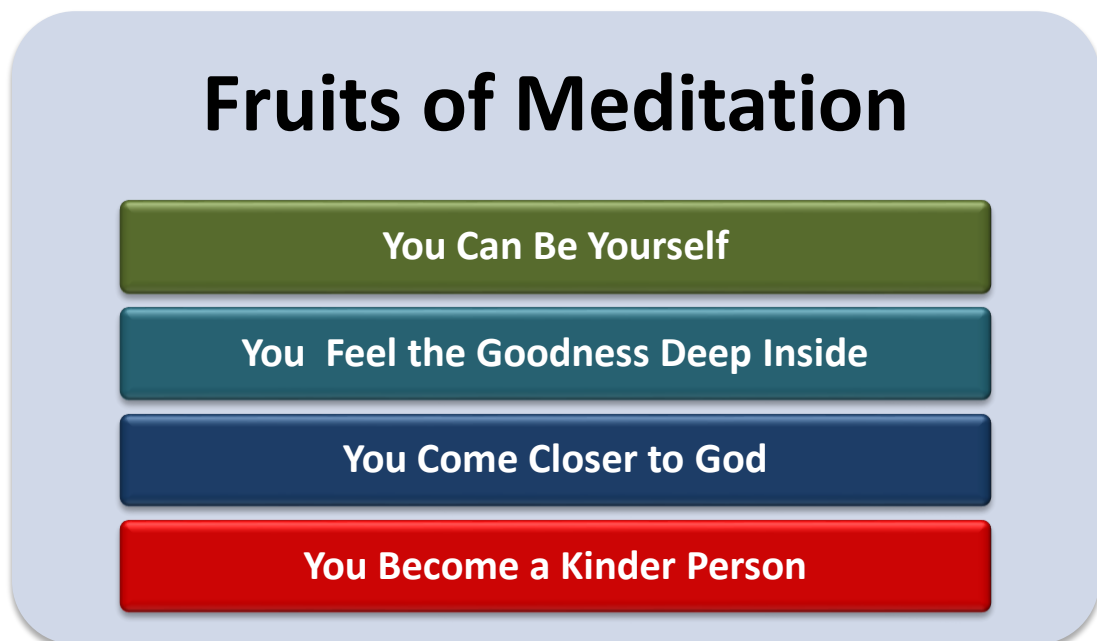 Fruits of Meditation
You Can Be Yourself
You  Feel the Goodness Deep Inside
You Come Closer to God
You Become a Kinder Person